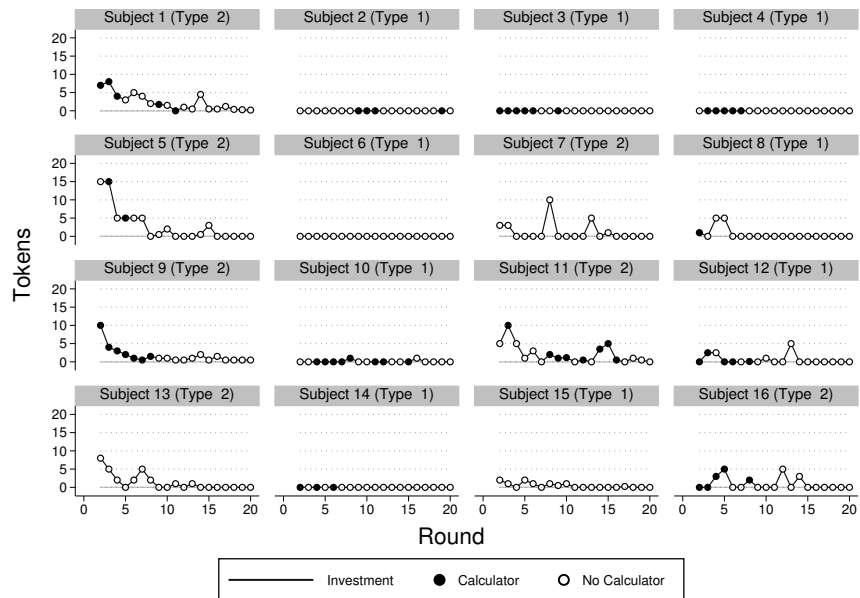 Subject 1 (Type 2) Subject 2 (Type 1) Subject 3 (Type 1) Subject 4 (Type 1)
20
15
10
5
0
Subject 5 (Type 2) Subject 6 (Type 1) Subject 7 (Type 2) Subject 8 (Type 1)
20
15
10
5
0
Tokens
Subject 9 (Type 2) Subject 10 (Type 1) Subject 11 (Type 2) Subject 12 (Type 1)
20
15
10
5
0
Subject 13 (Type 2) Subject 14 (Type 1) Subject 15 (Type 1) Subject 16 (Type 2)
20
15
10
5
0
0 5 10 15 20 0 5 10 15 20 0 5 10 15 20 0 5 10 15 20
Round
Investment Calculator No Calculator